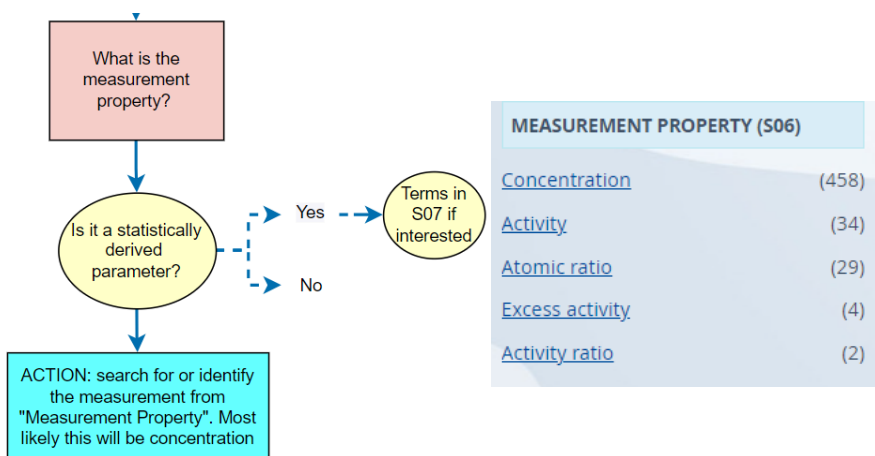 What is the
measurement
property?
Is it a statistically
derived
parameter?
Yes
No
Terms in
S07 if
interested
ACTION: search for or identify
the measurement from
"Measurement Property". Most
likely this will be concentration
MEASUREMENT PROPERTY (S06)
Concentration (458)
Activity (34)
Atomic ratio (29)
Excess activity (4)
Activity ratio (2)